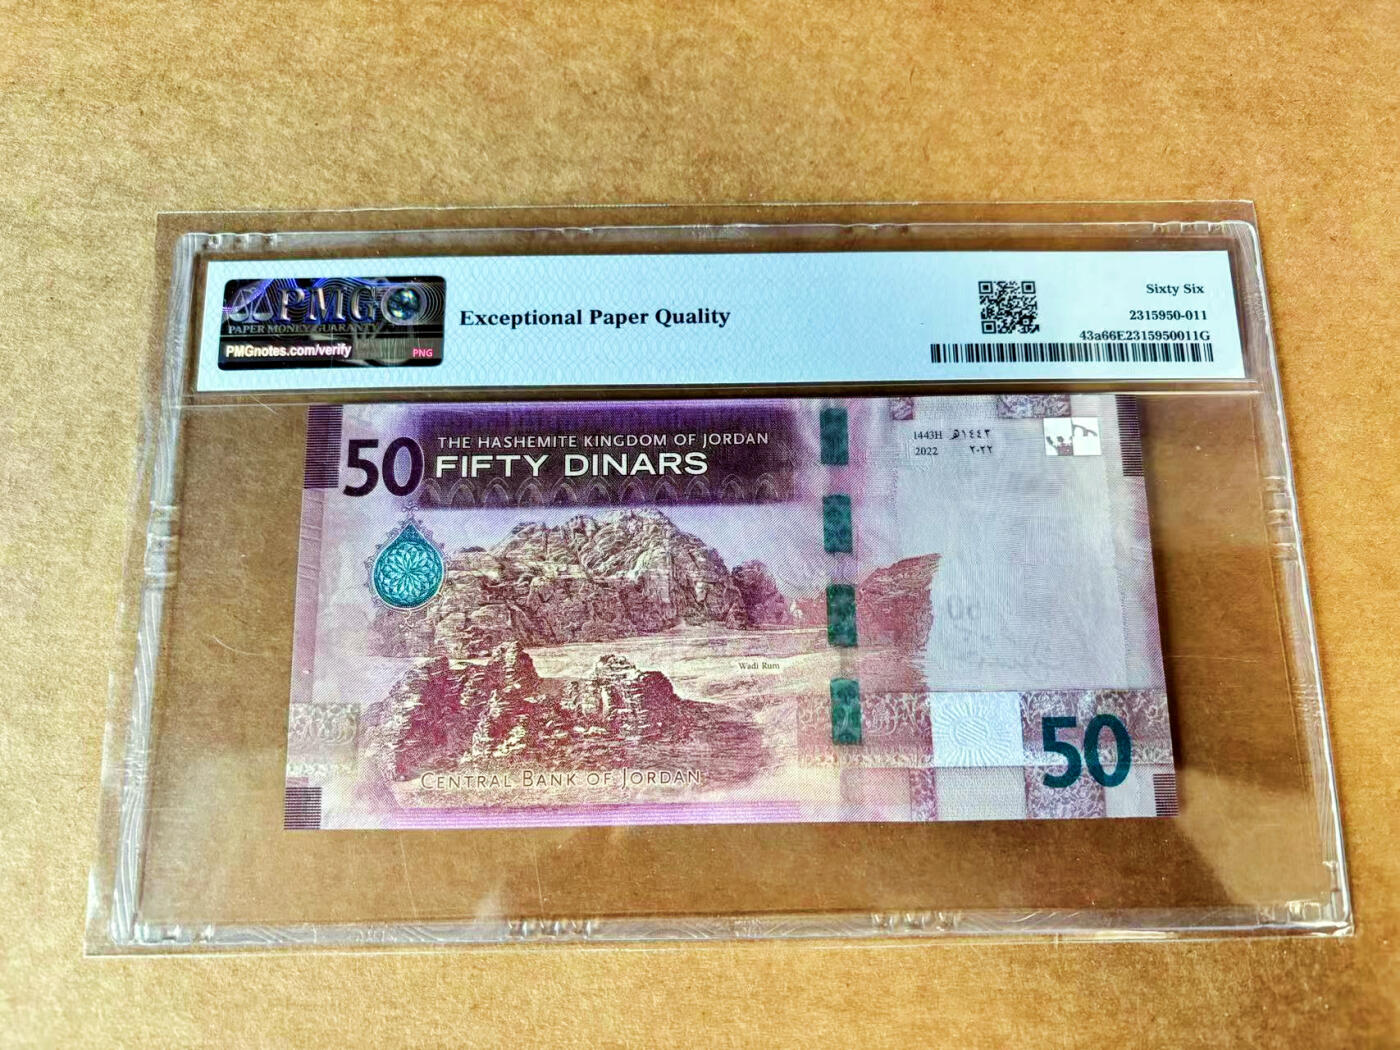 PMG
PAPER MONEY GUARANTY
PMGnotes.com/verify
PNG
Exceptional Paper Quality
Sixty Six
2315950-011
43a66E2315950011G
50
THE HASHEMITE KINGDOM OF JORDAN
FIFTY DINARS
1443H ١٤٤٣هـ
2022 ٢٠٢٢
Wadi Rum
CENTRAL BANK OF JORDAN
50